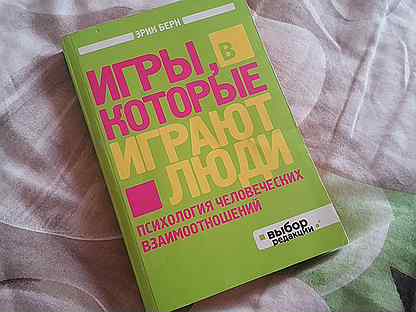 ЭРИК БЕРН
ИГРЫ, В
КОТОРЫЕ
ИГРАЮТ
ЛЮДИ
ПСИХОЛОГИЯ ЧЕЛОВЕЧЕСКИХ
ВЗАИМООТНОШЕНИЙ
выбор
редакции